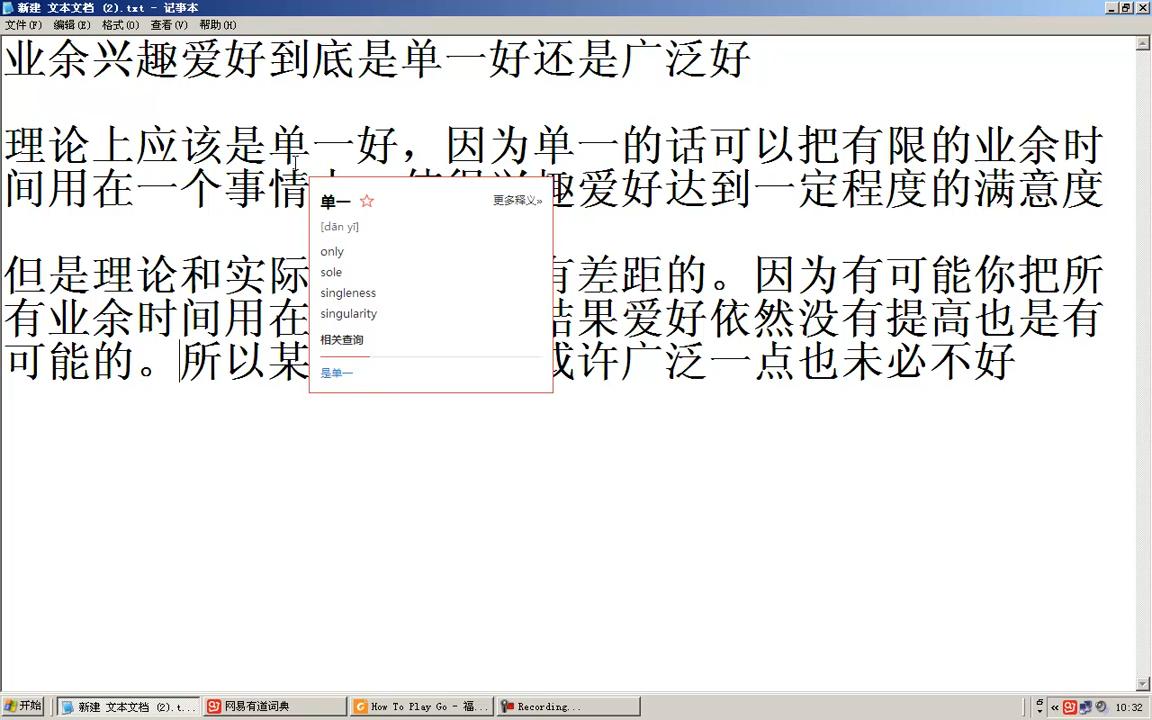 新建 文本文档 (2).txt - 记事本
文件(F) 编辑(E) 格式(O) 查看(V) 帮助(H)
业余兴趣爱好到底是单一好还是广泛好
理论上应该是单一好，因为单一的话可以把有限的业余时
间用在一个事情 爱好达到一定程度的满意度
但是理论和实际 有差距的。因为有可能你把所
有业余时间用在 结果爱好依然没有提高也是有
可能的。所以某 或许广泛一点也未必不好
单一 更多释义»
[dān yī]
only
sole
singleness
singularity
相关查询
是单一
开始 新建 文本文档 (2).t... 网易有道词典 How To Play Go - 福... Recording... « 10:32